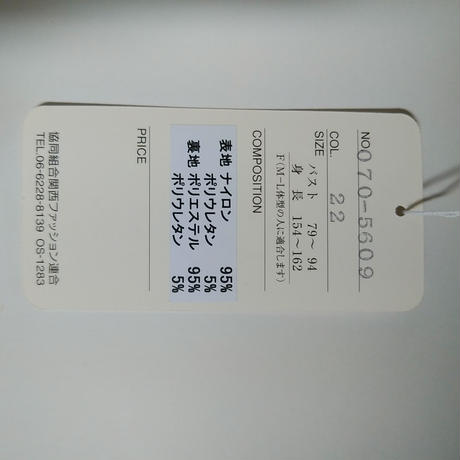 NO. 070-5609
COL. 22
SIZE
バスト 79〜94
身長 154〜162
F(M−L体型の人に適合します)
COMPOSITION
表地 ナイロン 95%
ポリウレタン 5%
裏地 ポリエステル 95%
ポリウレタン 5%
PRICE
協同組合関西ファッション連合
TEL.06-6228-8139 OS-1283